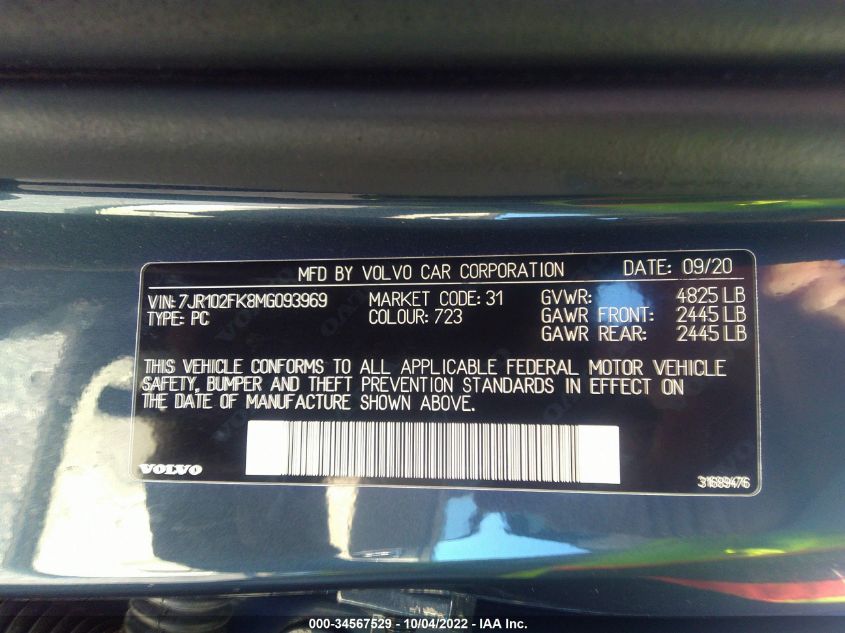 MFD BY VOLVO CAR CORPORATION DATE: 09/20
VIN: 7JR102FK8MG093969 MARKET CODE: 31 GVWR: 4825 LB
TYPE: PC COLOUR: 723 GAWR FRONT: 2445 LB
GAWR REAR: 2445 LB
THIS VEHICLE CONFORMS TO ALL APPLICABLE FEDERAL MOTOR VEHICLE
SAFETY, BUMPER AND THEFT PREVENTION STANDARDS IN EFFECT ON
THE DATE OF MANUFACTURE SHOWN ABOVE.
VOLVO 31689476
000-34567529 - 10/04/2022 - IAA Inc.